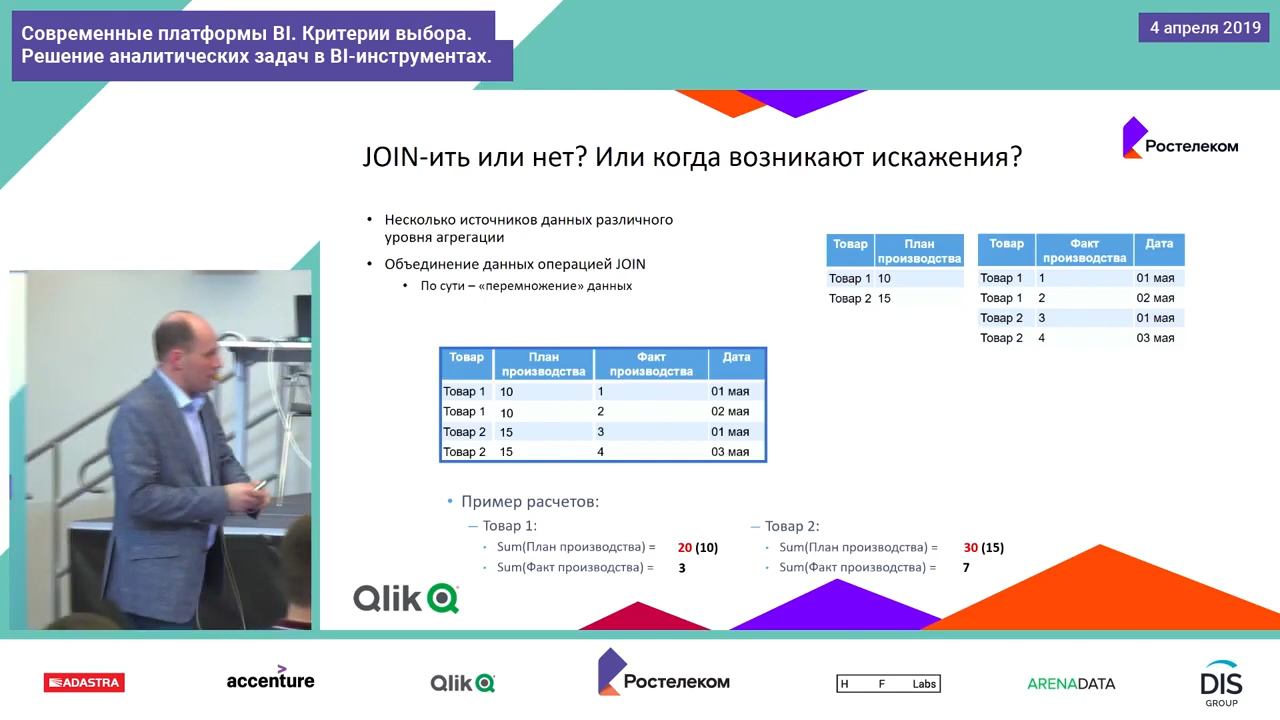 Современные платформы BI. Критерии выбора.
Решение аналитических задач в BI-инструментах.
4 апреля 2019
Ростелеком
JOIN-ить или нет? Или когда возникают искажения?
• Несколько источников данных различного
уровня агрегации
• Объединение данных операцией JOIN
• По сути – «перемножение» данных
Товар План производства
Товар 1 10
Товар 2 15
Товар Факт производства Дата
Товар 1 1 01 мая
Товар 1 2 02 мая
Товар 2 3 01 мая
Товар 2 4 03 мая
Товар План производства Факт производства Дата
Товар 1 10 1 01 мая
Товар 1 10 2 02 мая
Товар 2 15 3 01 мая
Товар 2 15 4 03 мая
• Пример расчетов:
— Товар 1:
• Sum(План производства) = 20 (10)
• Sum(Факт производства) = 3
— Товар 2:
• Sum(План производства) = 30 (15)
• Sum(Факт производства) = 7
Qlik
ADASTRA
accenture
Qlik
Ростелеком
H F Labs
ARENADATA
DIS
GROUP